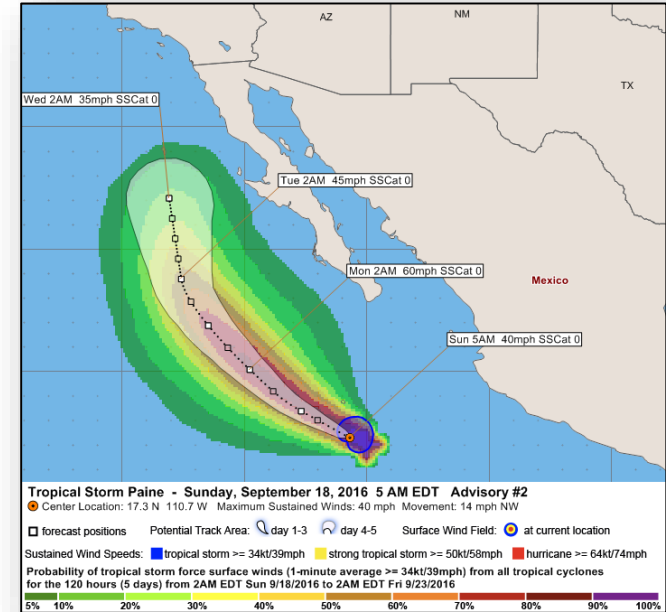 AZ
NM
TX
Wed 2AM 35mph SSCat 0
Tue 2AM 45mph SSCat 0
Mon 2AM 60mph SSCat 0
Mexico
Sun 5AM 40mph SSCat 0
Tropical Storm Paine - Sunday, September 18, 2016 5 AM EDT Advisory #2
Center Location: 17.3 N 110.7 W Maximum Sustained Winds: 40 mph Movement: 14 mph NW
forecast positions Potential Track Area: day 1-3 day 4-5 Surface Wind Field: at current location
Sustained Wind Speeds: tropical storm >= 34kt/39mph strong tropical storm >= 50kt/58mph hurricane >= 64kt/74mph
Probability of tropical storm force surface winds (1-minute average >= 34kt/39mph) from all tropical cyclones
for the 120 hours (5 days) from 2AM EDT Sun 9/18/2016 to 2AM EDT Fri 9/23/2016
5% 10% 20% 30% 40% 50% 60% 70% 80% 90% 100%